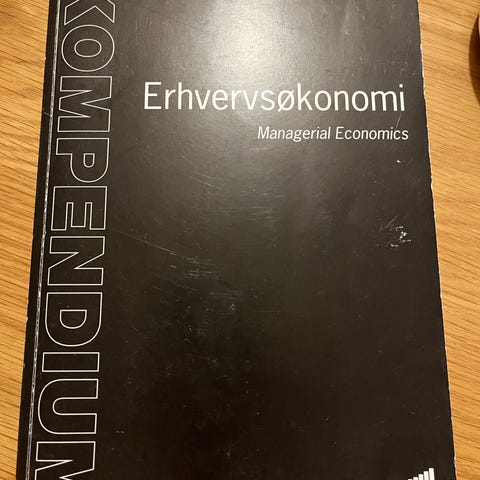 KOMPENDIUM
Erhvervsøkonomi
Managerial Economics